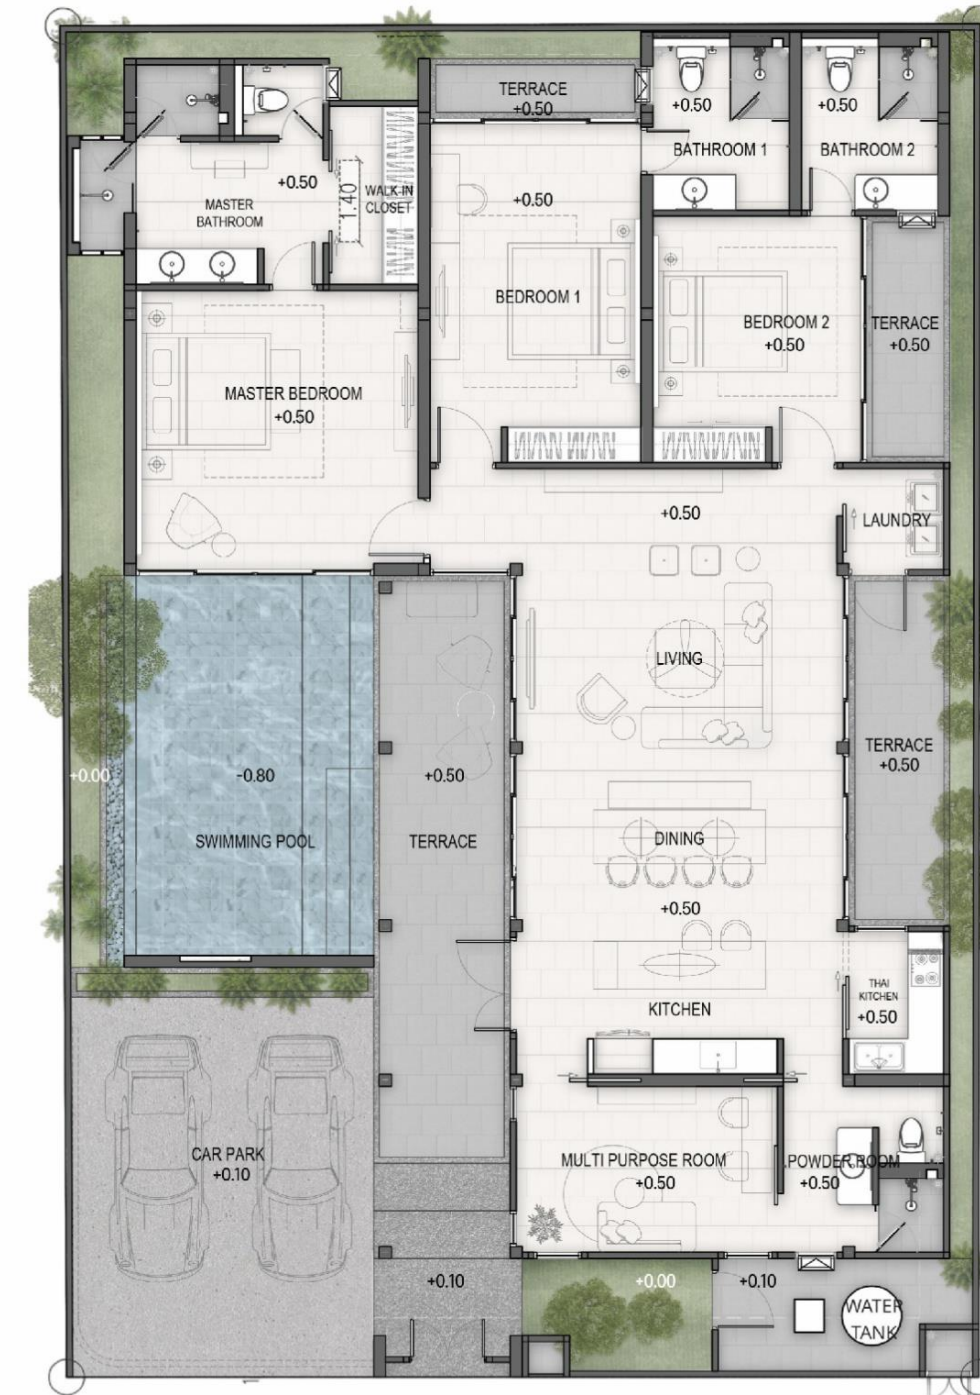 TERRACE
+0.50
+0.50
BATHROOM 1
+0.50
BATHROOM 2
+0.50
MASTER
BATHROOM
1.40
WALK-IN
CLOSET
+0.50
BEDROOM 1
BEDROOM 2
+0.50
TERRACE
+0.50
MASTER BEDROOM
+0.50
+0.50
LAUNDRY
LIVING
TERRACE
+0.50
+0.00
-0.80
SWIMMING POOL
+0.50
TERRACE
DINING
+0.50
KITCHEN
THAI
KITCHEN
+0.50
CAR PARK
+0.10
MULTI PURPOSE ROOM
+0.50
POWDER ROOM
+0.50
+0.10
+0.00
+0.10
WATER
TANK